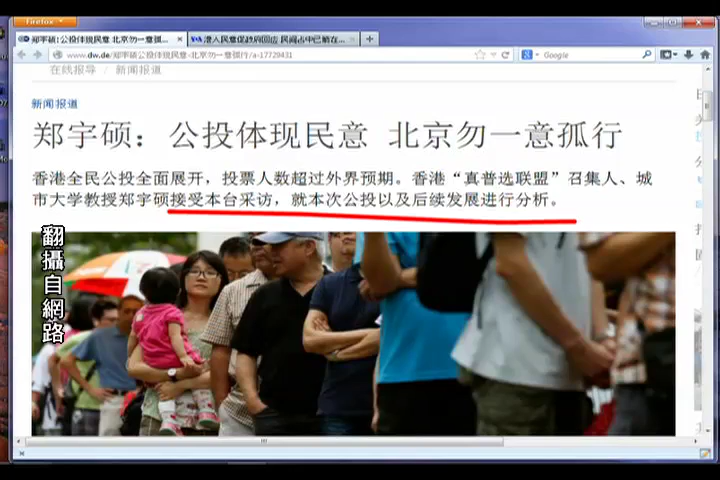 Firefox
郑宇硕:公投体现民意 北京勿一意孤...
港人民意促政府回应 民间占中已箭在...
www.dw.de/郑宇硕公投体现民意-北京勿一意孤行/a-17729431
Google
在线报导 / 新闻报道
新闻报道
郑宇硕：公投体现民意 北京勿一意孤行
香港全民公投全面展开，投票人数超过外界预期。香港“真普选联盟”召集人、城
市大学教授郑宇硕接受本台采访，就本次公投以及后续发展进行分析。
翻攝自網路